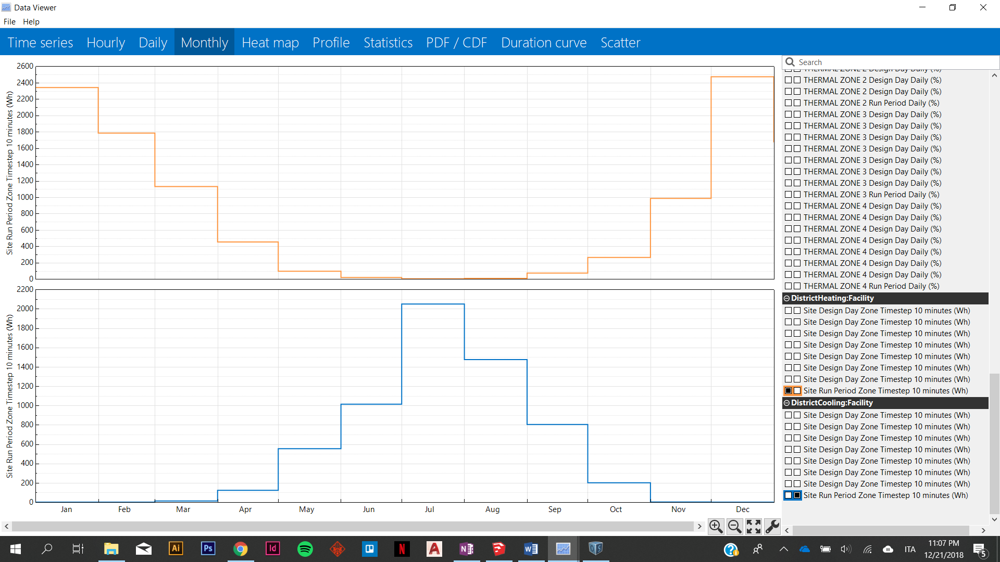 Data Viewer
File Help
Time series Hourly Daily Monthly Heat map Profile Statistics PDF / CDF Duration curve Scatter
2600
2400
2200
2000
1800
1600
1400
1200
1000
800
600
400
200
0
Site Run Period Zone Timestep 10 minutes (Wh)
2200
2000
1800
1600
1400
1200
1000
800
600
400
200
0
Site Run Period Zone Timestep 10 minutes (Wh)
Jan Feb Mar Apr May Jun Jul Aug Sep Oct Nov Dec
Search
THERMAL ZONE 2 Design Day Daily (%)
THERMAL ZONE 2 Design Day Daily (%)
THERMAL ZONE 2 Design Day Daily (%)
THERMAL ZONE 2 Run Period Daily (%)
THERMAL ZONE 3 Design Day Daily (%)
THERMAL ZONE 3 Design Day Daily (%)
THERMAL ZONE 3 Design Day Daily (%)
THERMAL ZONE 3 Design Day Daily (%)
THERMAL ZONE 3 Design Day Daily (%)
THERMAL ZONE 3 Design Day Daily (%)
THERMAL ZONE 3 Design Day Daily (%)
THERMAL ZONE 3 Run Period Daily (%)
THERMAL ZONE 4 Design Day Daily (%)
THERMAL ZONE 4 Design Day Daily (%)
THERMAL ZONE 4 Design Day Daily (%)
THERMAL ZONE 4 Design Day Daily (%)
THERMAL ZONE 4 Design Day Daily (%)
THERMAL ZONE 4 Design Day Daily (%)
THERMAL ZONE 4 Design Day Daily (%)
THERMAL ZONE 4 Run Period Daily (%)
DistrictHeating:Facility
Site Design Day Zone Timestep 10 minutes (Wh)
Site Design Day Zone Timestep 10 minutes (Wh)
Site Design Day Zone Timestep 10 minutes (Wh)
Site Design Day Zone Timestep 10 minutes (Wh)
Site Design Day Zone Timestep 10 minutes (Wh)
Site Design Day Zone Timestep 10 minutes (Wh)
Site Design Day Zone Timestep 10 minutes (Wh)
Site Run Period Zone Timestep 10 minutes (Wh)
DistrictCooling:Facility
Site Design Day Zone Timestep 10 minutes (Wh)
Site Design Day Zone Timestep 10 minutes (Wh)
Site Design Day Zone Timestep 10 minutes (Wh)
Site Design Day Zone Timestep 10 minutes (Wh)
Site Design Day Zone Timestep 10 minutes (Wh)
Site Design Day Zone Timestep 10 minutes (Wh)
Site Design Day Zone Timestep 10 minutes (Wh)
Site Run Period Zone Timestep 10 minutes (Wh)
Ai Ps Id N A N W OS ITA
11:07 PM
12/21/2018
5